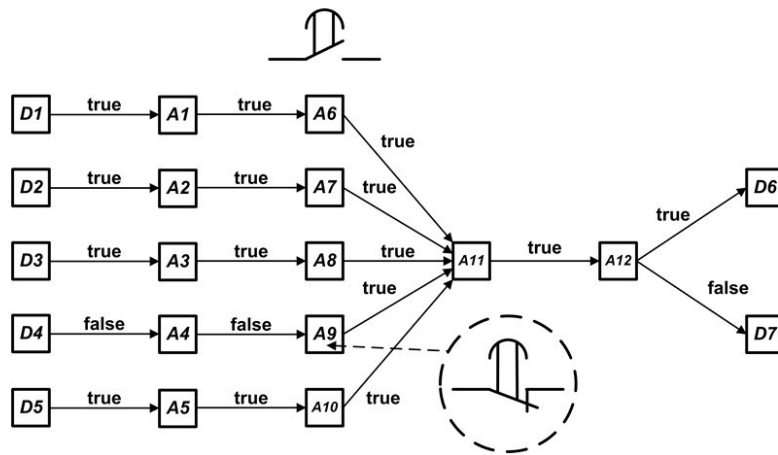 D1 true A1 true A6
true
D2 true A2 true A7
true
D6
true
D3 true A3 true A8 true A11 true A12
true
false
D4 false A4 false A9
D7
D5 true A5 true A10 true